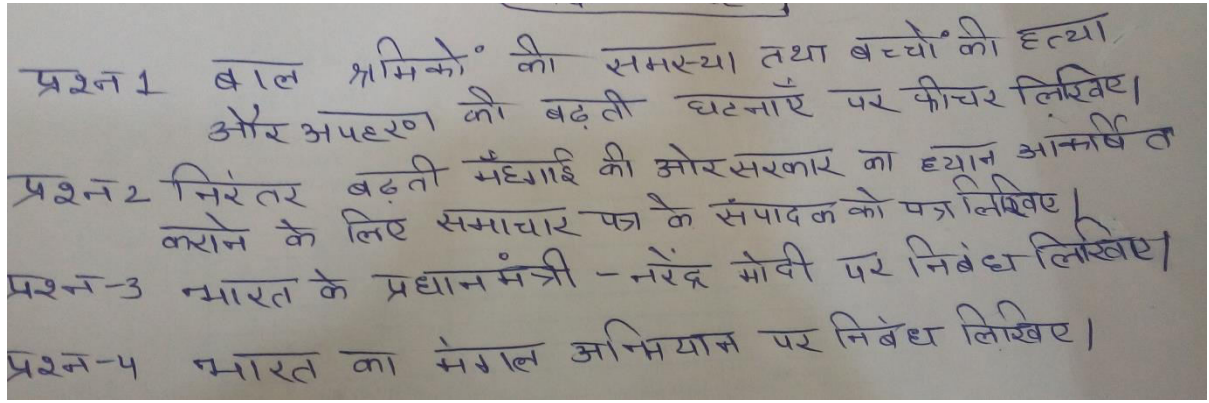 प्रश्न 1 बाल श्रमिकों की समस्या तथा बच्चों की हत्या
और अपहरण की बढ़ती घटनाएँ पर फीचर लिखिए।
प्रश्न 2 निरंतर बढ़ती मँहगाई की ओर सरकार का ध्यान आकर्षित
कराने के लिए समाचार पत्र के संपादक को पत्र लिखिए।
प्रश्न-3 भारत के प्रधानमंत्री - नरेंद्र मोदी पर निबंध लिखिए।
प्रश्न-4 भारत का मंगल अभियान पर निबंध लिखिए।